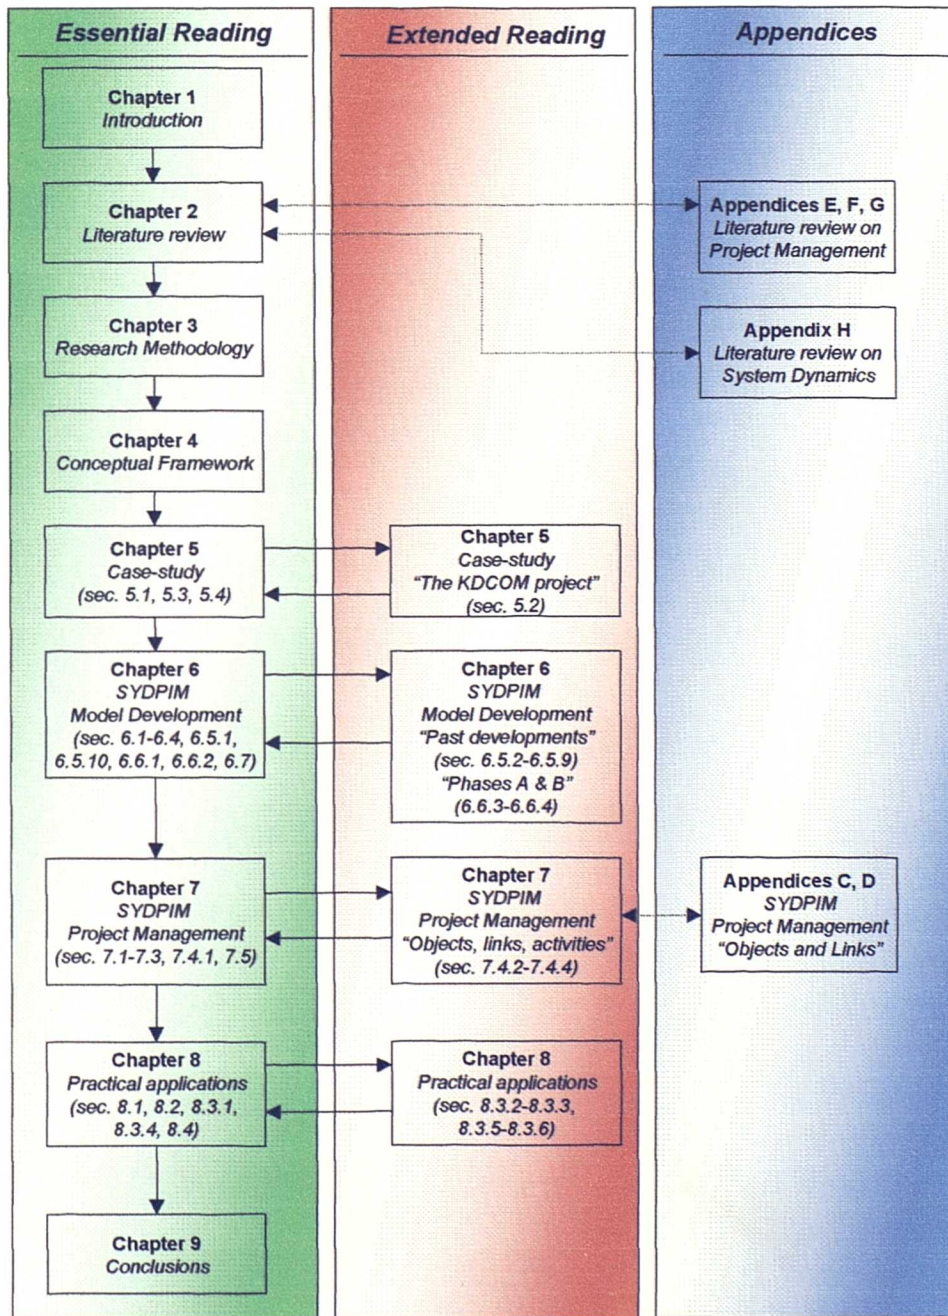 Essential Reading
Chapter 1
Introduction
Chapter 2
Literature review
Chapter 3
Research Methodology
Chapter 4
Conceptual Framework
Chapter 5
Case-study
(sec. 5.1, 5.3, 5.4)
Chapter 6
SYDPIM
Model Development
(sec. 6.1-6.4, 6.5.1,
6.5.10, 6.6.1, 6.6.2, 6.7)
Chapter 7
SYDPIM
Project Management
(sec. 7.1-7.3, 7.4.1, 7.5)
Chapter 8
Practical applications
(sec. 8.1, 8.2, 8.3.1,
8.3.4, 8.4)
Chapter 9
Conclusions
Extended Reading
Chapter 5
Case-study
“The KDCOM project”
(sec. 5.2)
Chapter 6
SYDPIM
Model Development
“Past developments”
(sec. 6.5.2-6.5.9)
“Phases A & B”
(6.6.3-6.6.4)
Chapter 7
SYDPIM
Project Management
“Objects, links, activities”
(sec. 7.4.2-7.4.4)
Chapter 8
Practical applications
(sec. 8.3.2-8.3.3,
8.3.5-8.3.6)
Appendices
Appendices E, F, G
Literature review on
Project Management
Appendix H
Literature review on
System Dynamics
Appendices C, D
SYDPIM
Project Management
“Objects and Links”